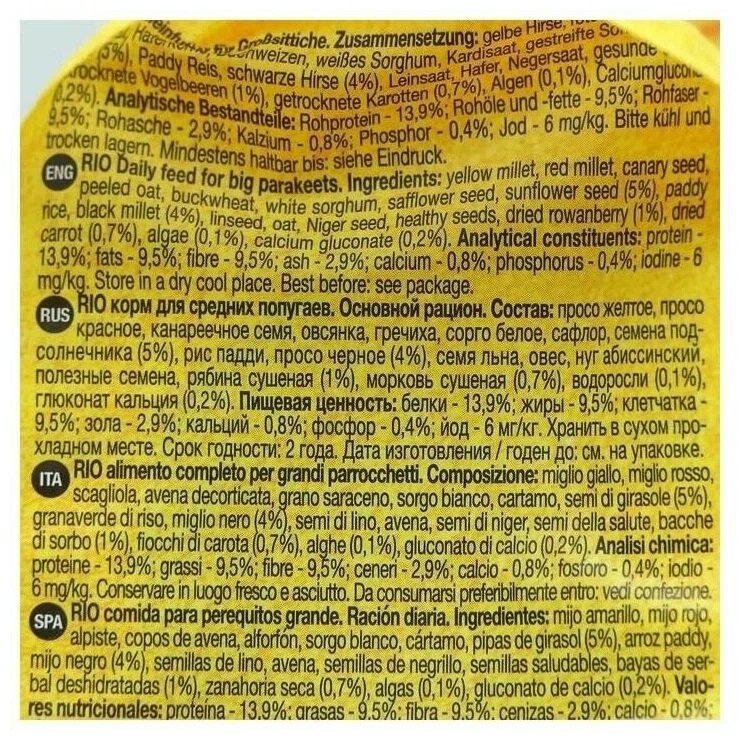 Großsittiche. Zusammensetzung: gelbe Hirse,
weißes Sorghum, Kardisaat, gestreifte
5%), Paddy Reis, schwarze Hirse (4%), Leinsaat, Hafer, Negersaat, gesunde
Vogelbeeren (1%), getrocknete Karotten (0,7%), Algen (0,1%),
0,2%). Analytische Bestandteile: Rohprotein - 13,9%; Rohöle und -fette - 9,5%; Rohfaser -
9,5%; Rohasche - 2,9%; Kalzium - 0,8%; Phosphor - 0,4%; Jod - 6 mg/kg. Bitte kühl und
trocken lagern. Mindestens haltbar bis: siehe Eindruck.
ENG RIO Daily feed for big parakeets. Ingredients: yellow millet, red millet, canary seed,
peeled oat, buckwheat, white sorghum, safflower seed, sunflower seed (5%), paddy
rice, black millet (4%), linseed, oat, Niger seed, healthy seeds, dried rowanberry (1%), dried
carrot (0,7%), algae (0,1%), calcium gluconate (0,2%). Analytical constituents: protein -
13,9%; fats - 9,5%; fibre - 9,5%; ash - 2,9%; calcium - 0,8%; phosphorus - 0,4%; iodine - 6
mg/kg. Store in a dry cool place. Best before: see package.
RUS RIO корм для средних попугаев. Основной рацион. Состав: просо желтое, просо
красное, канареечное семя, овсянка, гречиха, сорго белое, сафлор, семена под-
солнечника (5%), рис падди, просо черное (4%), семя льна, овес, нуг абиссинский,
полезные семена, рябина сушеная (1%), морковь сушеная (0,7%), водоросли (0,1%),
глюконат кальция (0,2%). Пищевая ценность: белки - 13,9%; жиры - 9,5%; клетчатка -
9,5%; зола - 2,9%; кальций - 0,8%; фосфор - 0,4%; йод - 6 мг/кг. Хранить в сухом про-
хладном месте. Срок годности: 2 года. Дата изготовления / годен до: см. на упаковке.
ITA RIO alimento completo per grandi parrocchetti. Composizione: miglio giallo, miglio rosso,
scagliola, avena decorticata, grano saraceno, sorgo bianco, cartamo, semi di girasole (5%),
granaverde di riso, miglio nero (4%), semi di lino, avena, semi di niger, semi della salute, bacche
di sorbo (1%), fiocchi di carota (0,7%), alghe (0,1%), gluconato di calcio (0,2%). Analisi chimica:
proteine - 13,9%; grassi - 9,5%; fibre - 9,5%; ceneri - 2,9%; calcio - 0,8%; fosforo - 0,4%; iodio -
6 mg/kg. Conservare in luogo fresco e asciutto. Da consumarsi preferibilmente entro: vedi confezione.
SPA RIO comida para perequitos grande. Ración diaria. Ingredientes: mijo amarillo, mijo rojo,
alpiste, copos de avena, alforfón, sorgo blanco, cártamo, pipas de girasol (5%), arroz paddy,
mijo negro (4%), semillas de lino, avena, semillas de negrillo, semillas saludables, bayas de ser-
bal deshidratadas (1%), zanahoria seca (0,7%), algas (0,1%), gluconato de calcio (0,2%). Valo-
res nutricionales: proteína - 13,9%; grasas - 9,5%; fibra - 9,5%; cenizas - 2,9%; calcio - 0,8%;